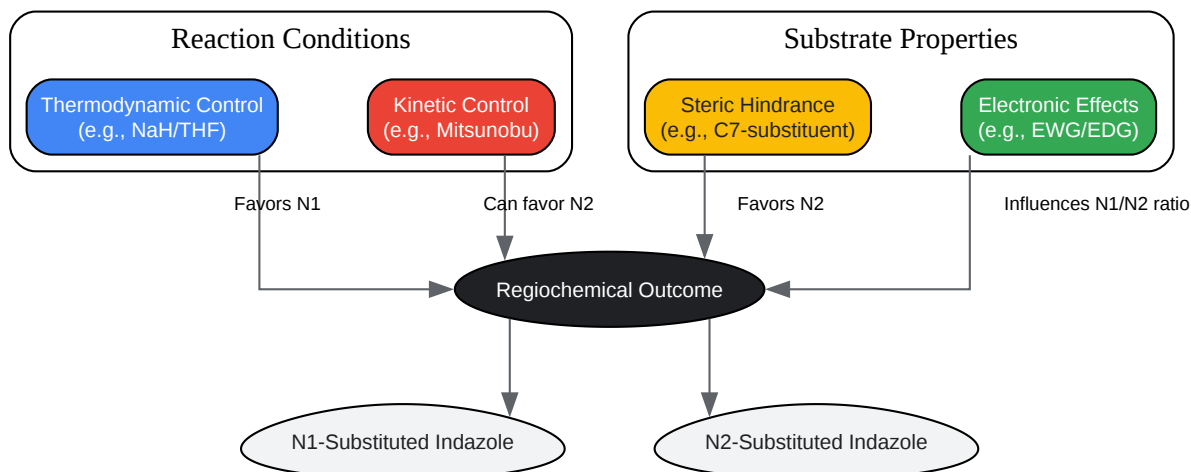 Reaction Conditions
Substrate Properties
Thermodynamic Control
(e.g., NaH/THF)
Kinetic Control
(e.g., Mitsunobu)
Steric Hindrance
(e.g., C7-substituent)
Electronic Effects
(e.g., EWG/EDG)
Favors N1
Can favor N2
Favors N2
Influences N1/N2 ratio
Regiochemical Outcome
N1-Substituted Indazole
N2-Substituted Indazole